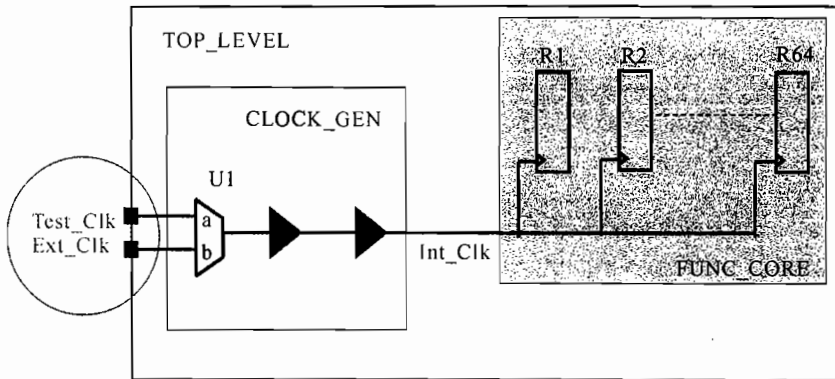 TOP_LEVEL
R1
R2
R64
CLOCK_GEN
U1
Test_Clk
a
Ext_Clk
b
Int_Clk
FUNC_CORE